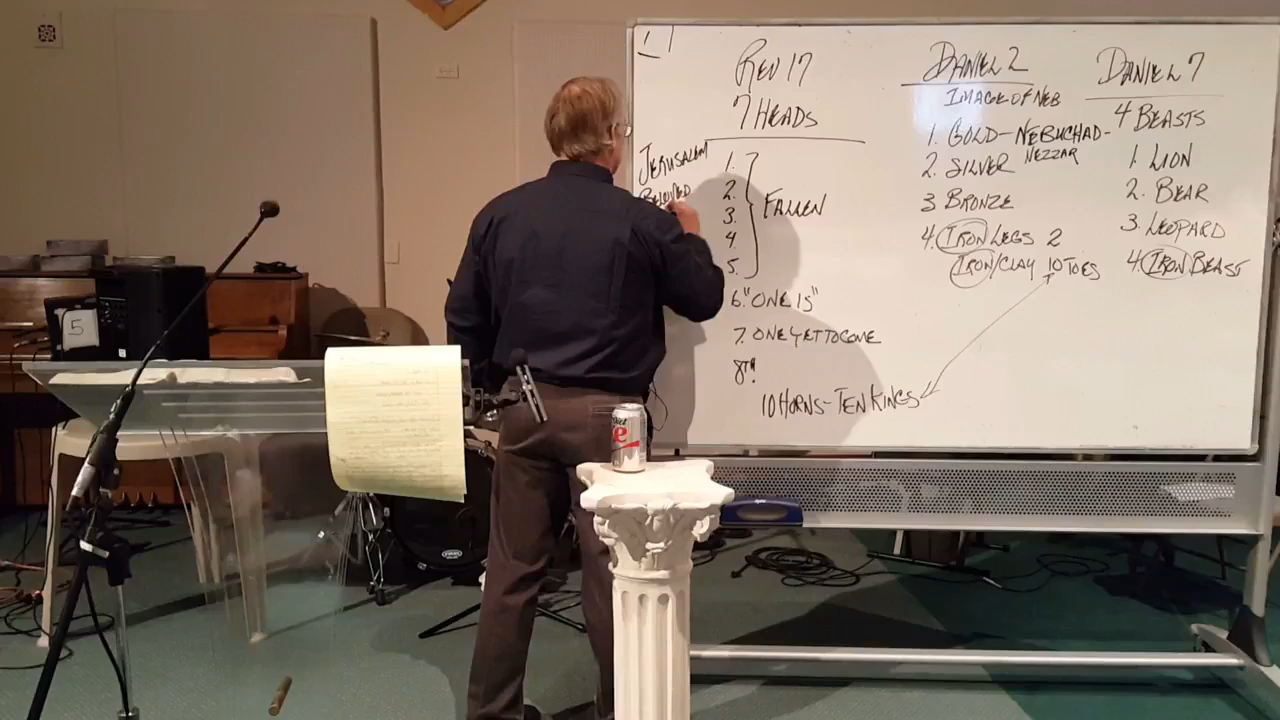 REV 17
7 HEADS
JERUSALEM
BELOVED
1.
2.
3.
4
5.
FALLEN
6. "ONE IS"
7. ONE YET TO COME
8TH
10 HORNS - TEN KINGS
DANIEL 2
IMAGE OF NEB
1. GOLD - NEBUCHAD-
NEZZAR
2. SILVER
3 BRONZE
4. IRON LEGS 2
IRON/CLAY 10 TOES
DANIEL 7
4 BEASTS
1. LION
2. BEAR
3. LEOPARD
4. IRON BEAST
5